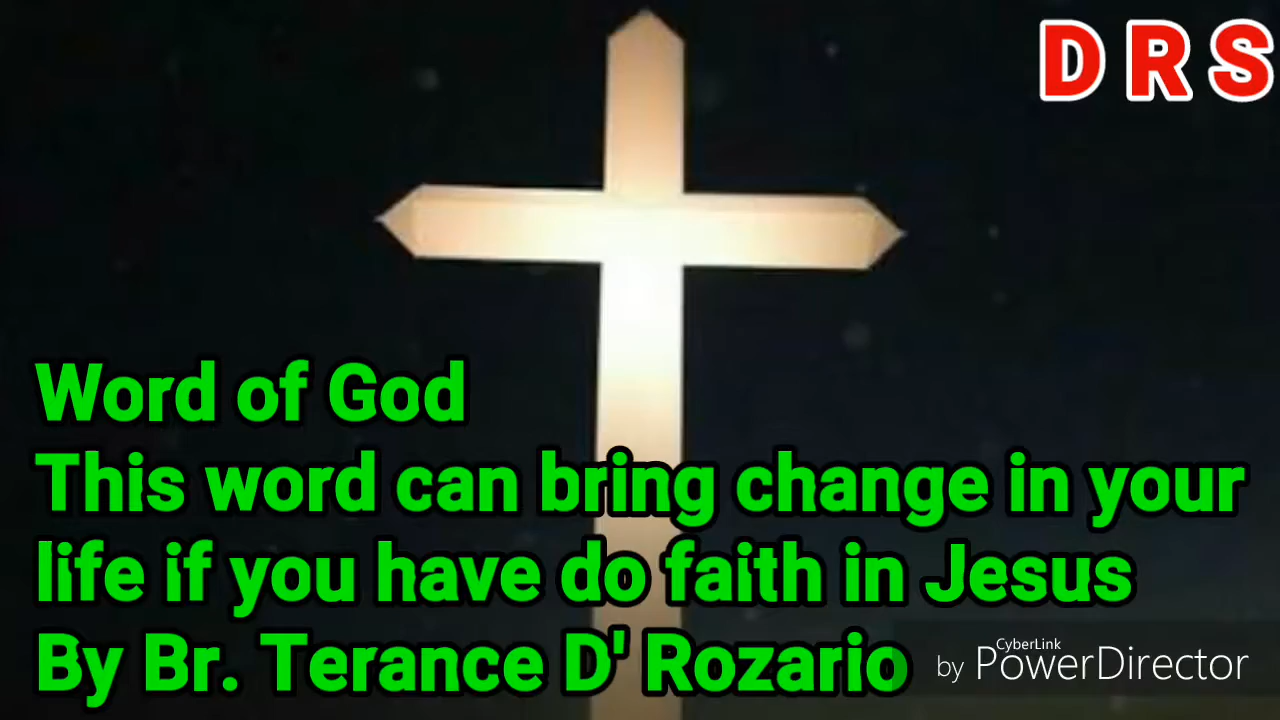 DRS
Word of God
This word can bring change in your
life if you have do faith in Jesus
By Br. Terance D' Rozario
CyberLink
by PowerDirector